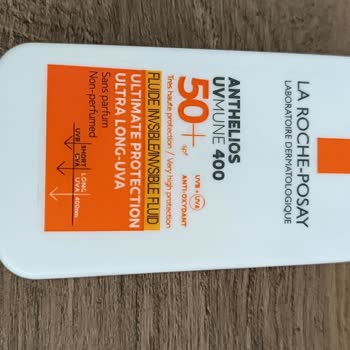 LA ROCHE-POSAY
LABORATOIRE DERMATOLOGIQUE
ANTHELIOS
UVMUNE 400
50+ spf
UVB + UVA
ANTI-OXYDANT
Très haute protection / Very high protection
FLUIDE INVISIBLE/INVISIBLE FLUID
ULTIMATE PROTECTION
ULTRA LONG-UVA
Sans parfum
Non-perfumed
UVB SHORT UVA LONG UVA 400nm